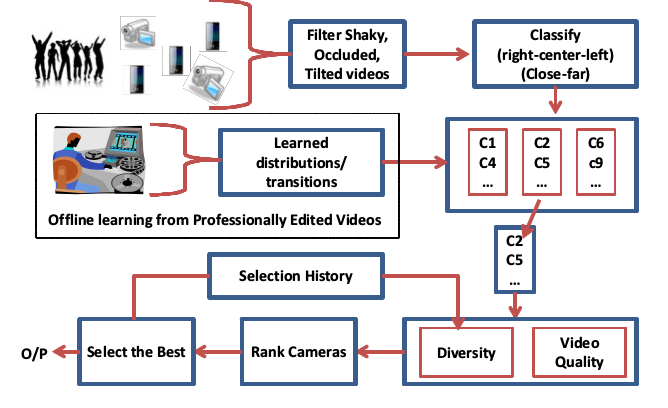 Filter Shaky,
Occluded,
Tilted videos
Classify
(right-center-left)
(Close-far)
Learned
distributions/
transitions
Offline learning from Professionally Edited Videos
C1
C4
...
C2
C5
...
C6
c9
...
C2
C5
...
Selection History
O/P
Select the Best
Rank Cameras
Diversity
Video
Quality